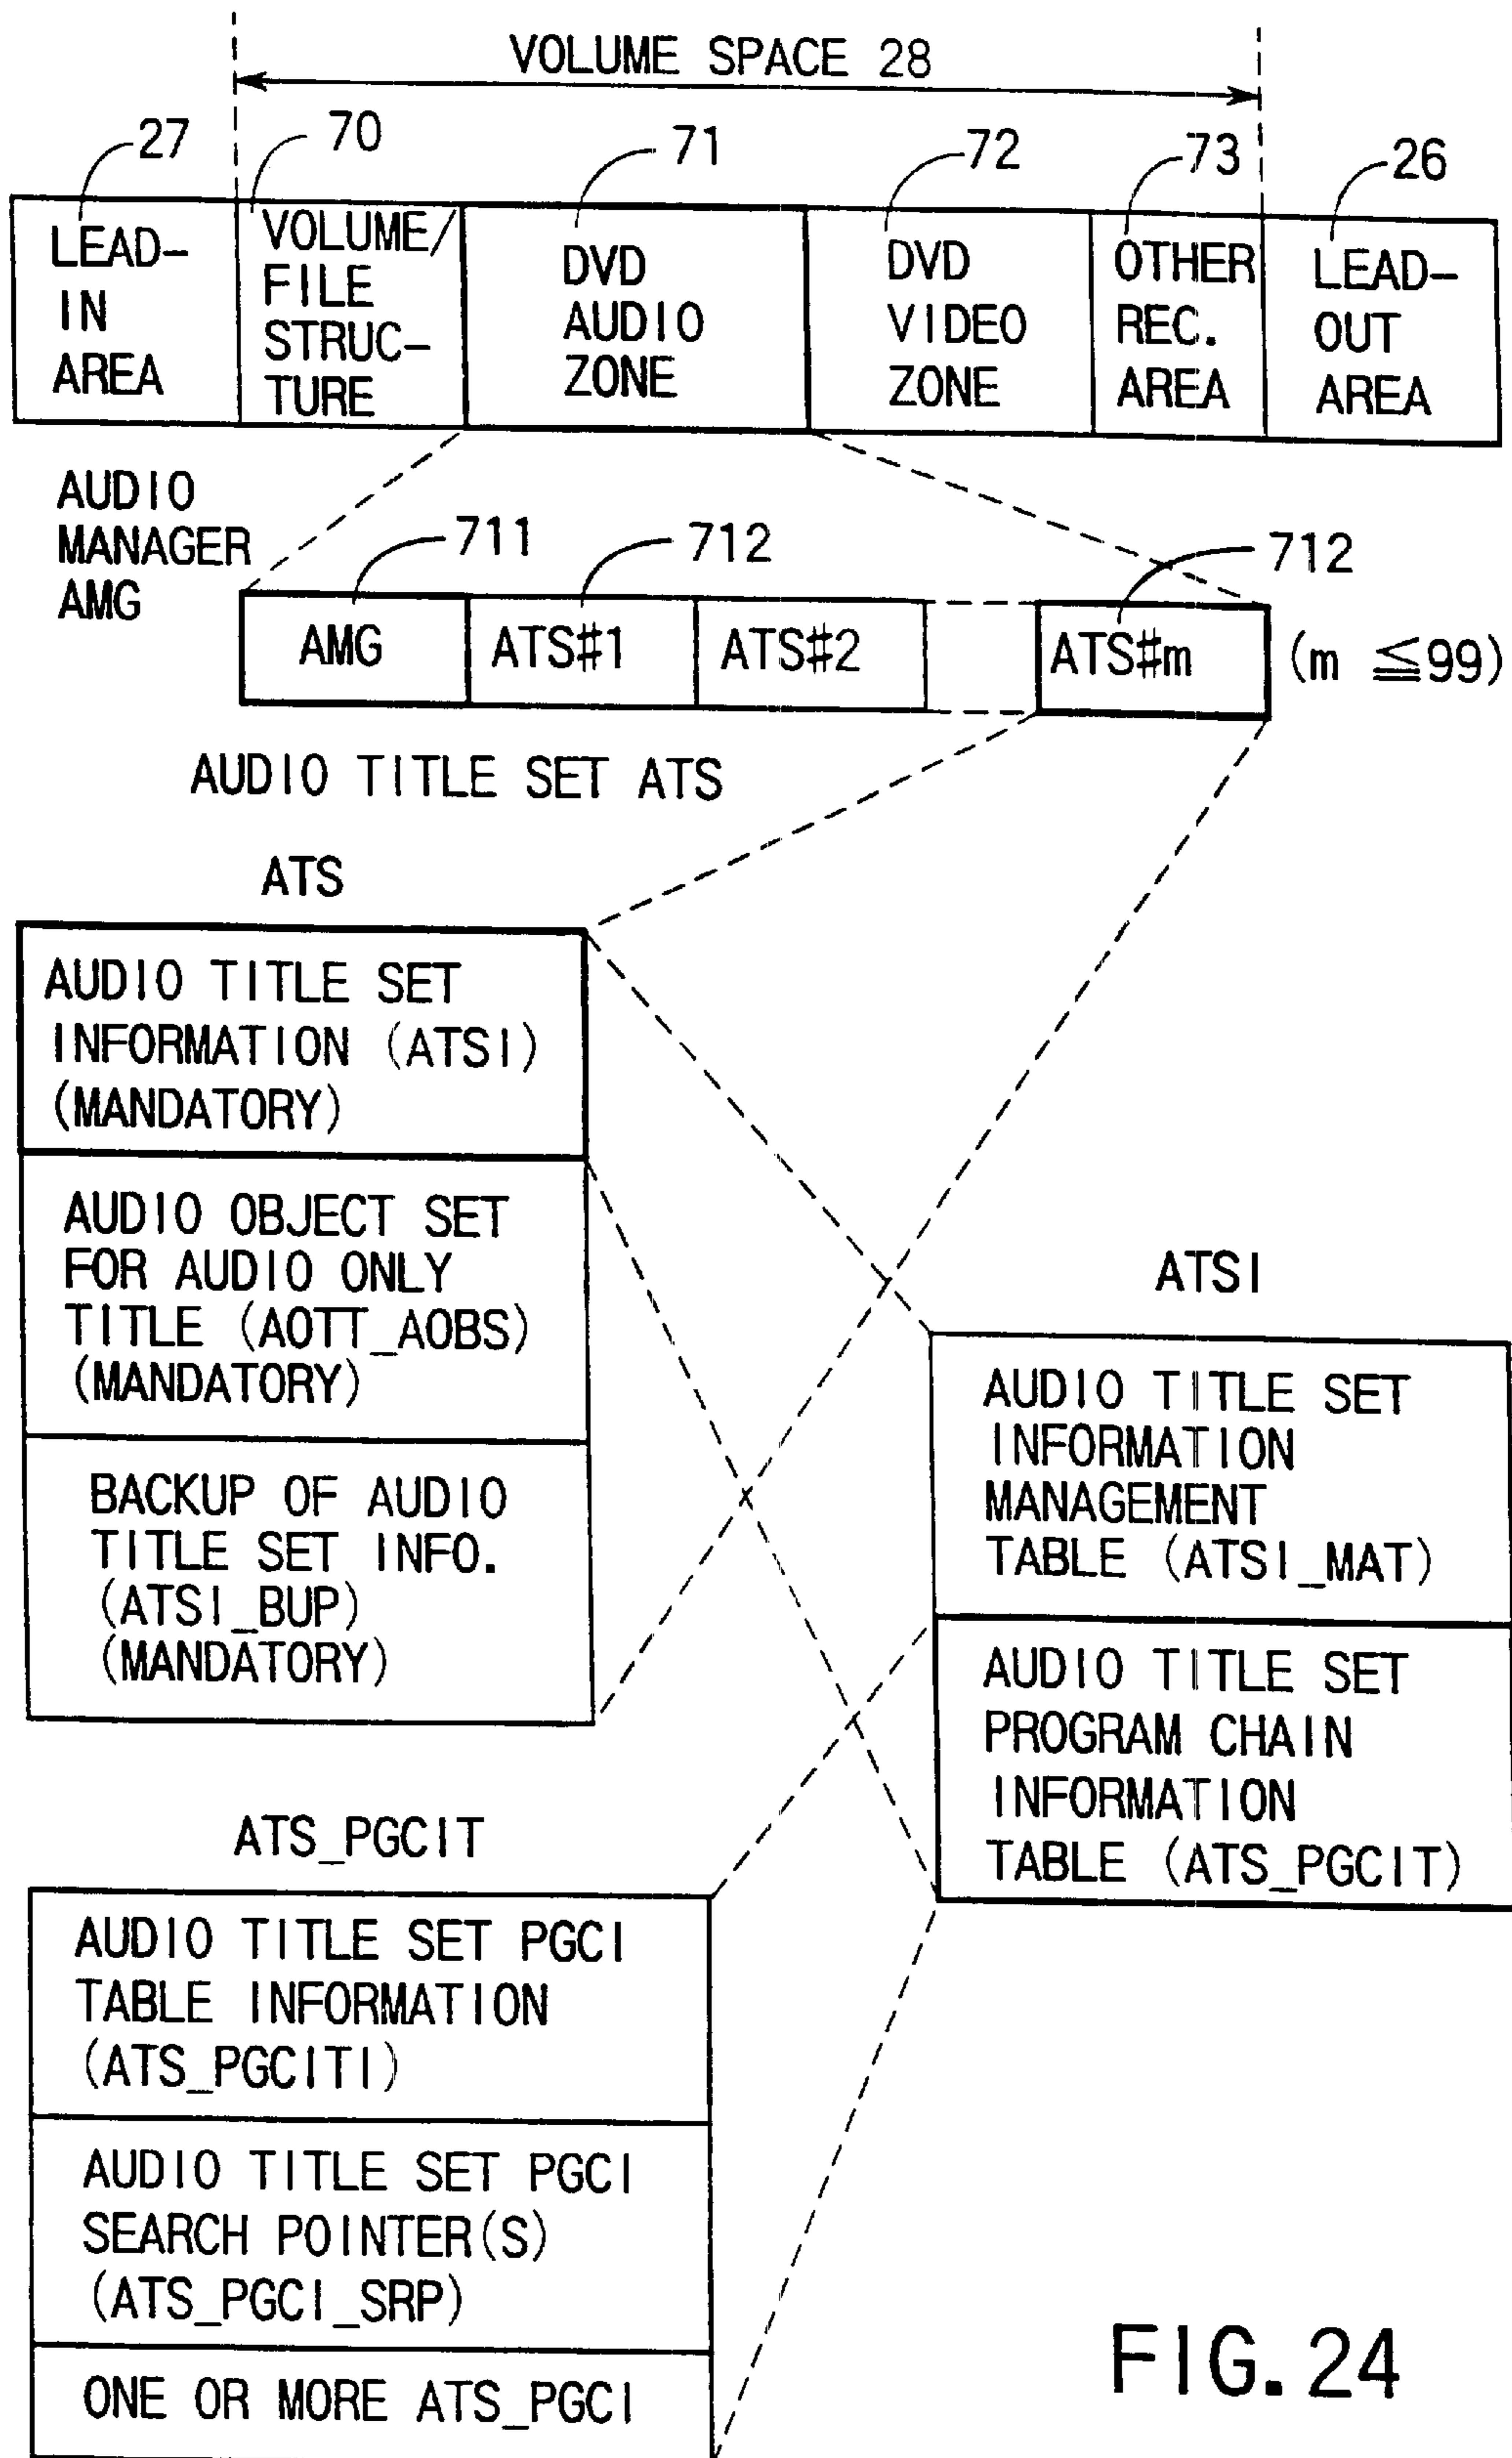 VOLUME SPACE 28
27
70
71
72
73
26
LEAD-
IN
AREA
VOLUME/
FILE
STRUC-
TURE
DVD
AUDIO
ZONE
DVD
VIDEO
ZONE
OTHER
REC.
AREA
LEAD-
OUT
AREA
AUDIO
MANAGER
AMG
711
712
712
AMG
ATS#1
ATS#2
ATS#m
(m ≦99)
AUDIO TITLE SET ATS
ATS
AUDIO TITLE SET
INFORMATION (ATSI)
(MANDATORY)
AUDIO OBJECT SET
FOR AUDIO ONLY
TITLE (AOTT_AOBS)
(MANDATORY)
BACKUP OF AUDIO
TITLE SET INFO.
(ATSI_BUP)
(MANDATORY)
ATSI
AUDIO TITLE SET
INFORMATION
MANAGEMENT
TABLE (ATSI_MAT)
AUDIO TITLE SET
PROGRAM CHAIN
INFORMATION
TABLE (ATS_PGCIT)
ATS_PGCIT
AUDIO TITLE SET PGCI
TABLE INFORMATION
(ATS_PGCITI)
AUDIO TITLE SET PGCI
SEARCH POINTER(S)
(ATS_PGCI_SRP)
ONE OR MORE ATS_PGCI
FIG. 24